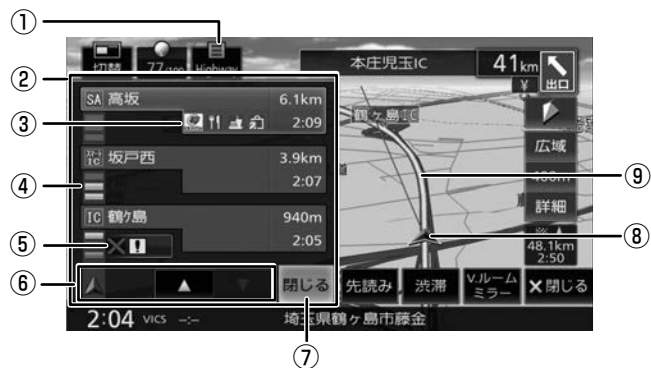 ①
②
③
④
⑤
⑥
⑦
⑧
⑨
切替
77/100
Highway
本庄児玉IC
41km
¥
出口
SA 高坂 6.1km
2:09
スマート IC 坂戸西 3.9km
2:07
IC 鶴ヶ島 940m
2:05
鶴ヶ島IC
広域
詳細
48.1km
2:50
閉じる
先読み
渋滞
V.ルームミラー
×閉じる
2:04 VICS -:-
埼玉県鶴ヶ島市藤金